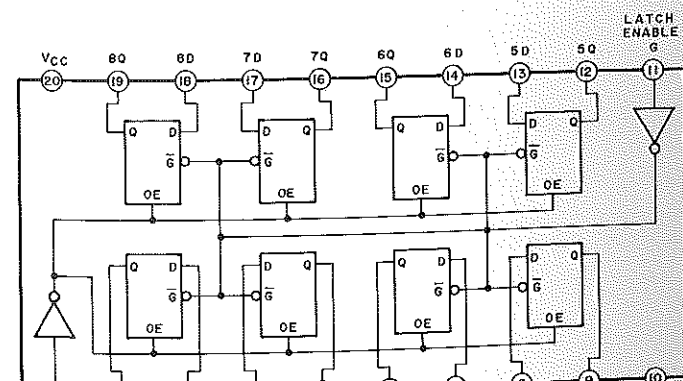 LATCH
ENABLE
VCC 8Q 8D 7D 7Q 6Q 6D 5D 5Q G
20 19 18 17 16 15 14 13 12 11
Q D D Q Q D D Q
G G G G
OE OE OE OE
Q D D Q Q D D Q
G G G G
OE OE OE OE
10